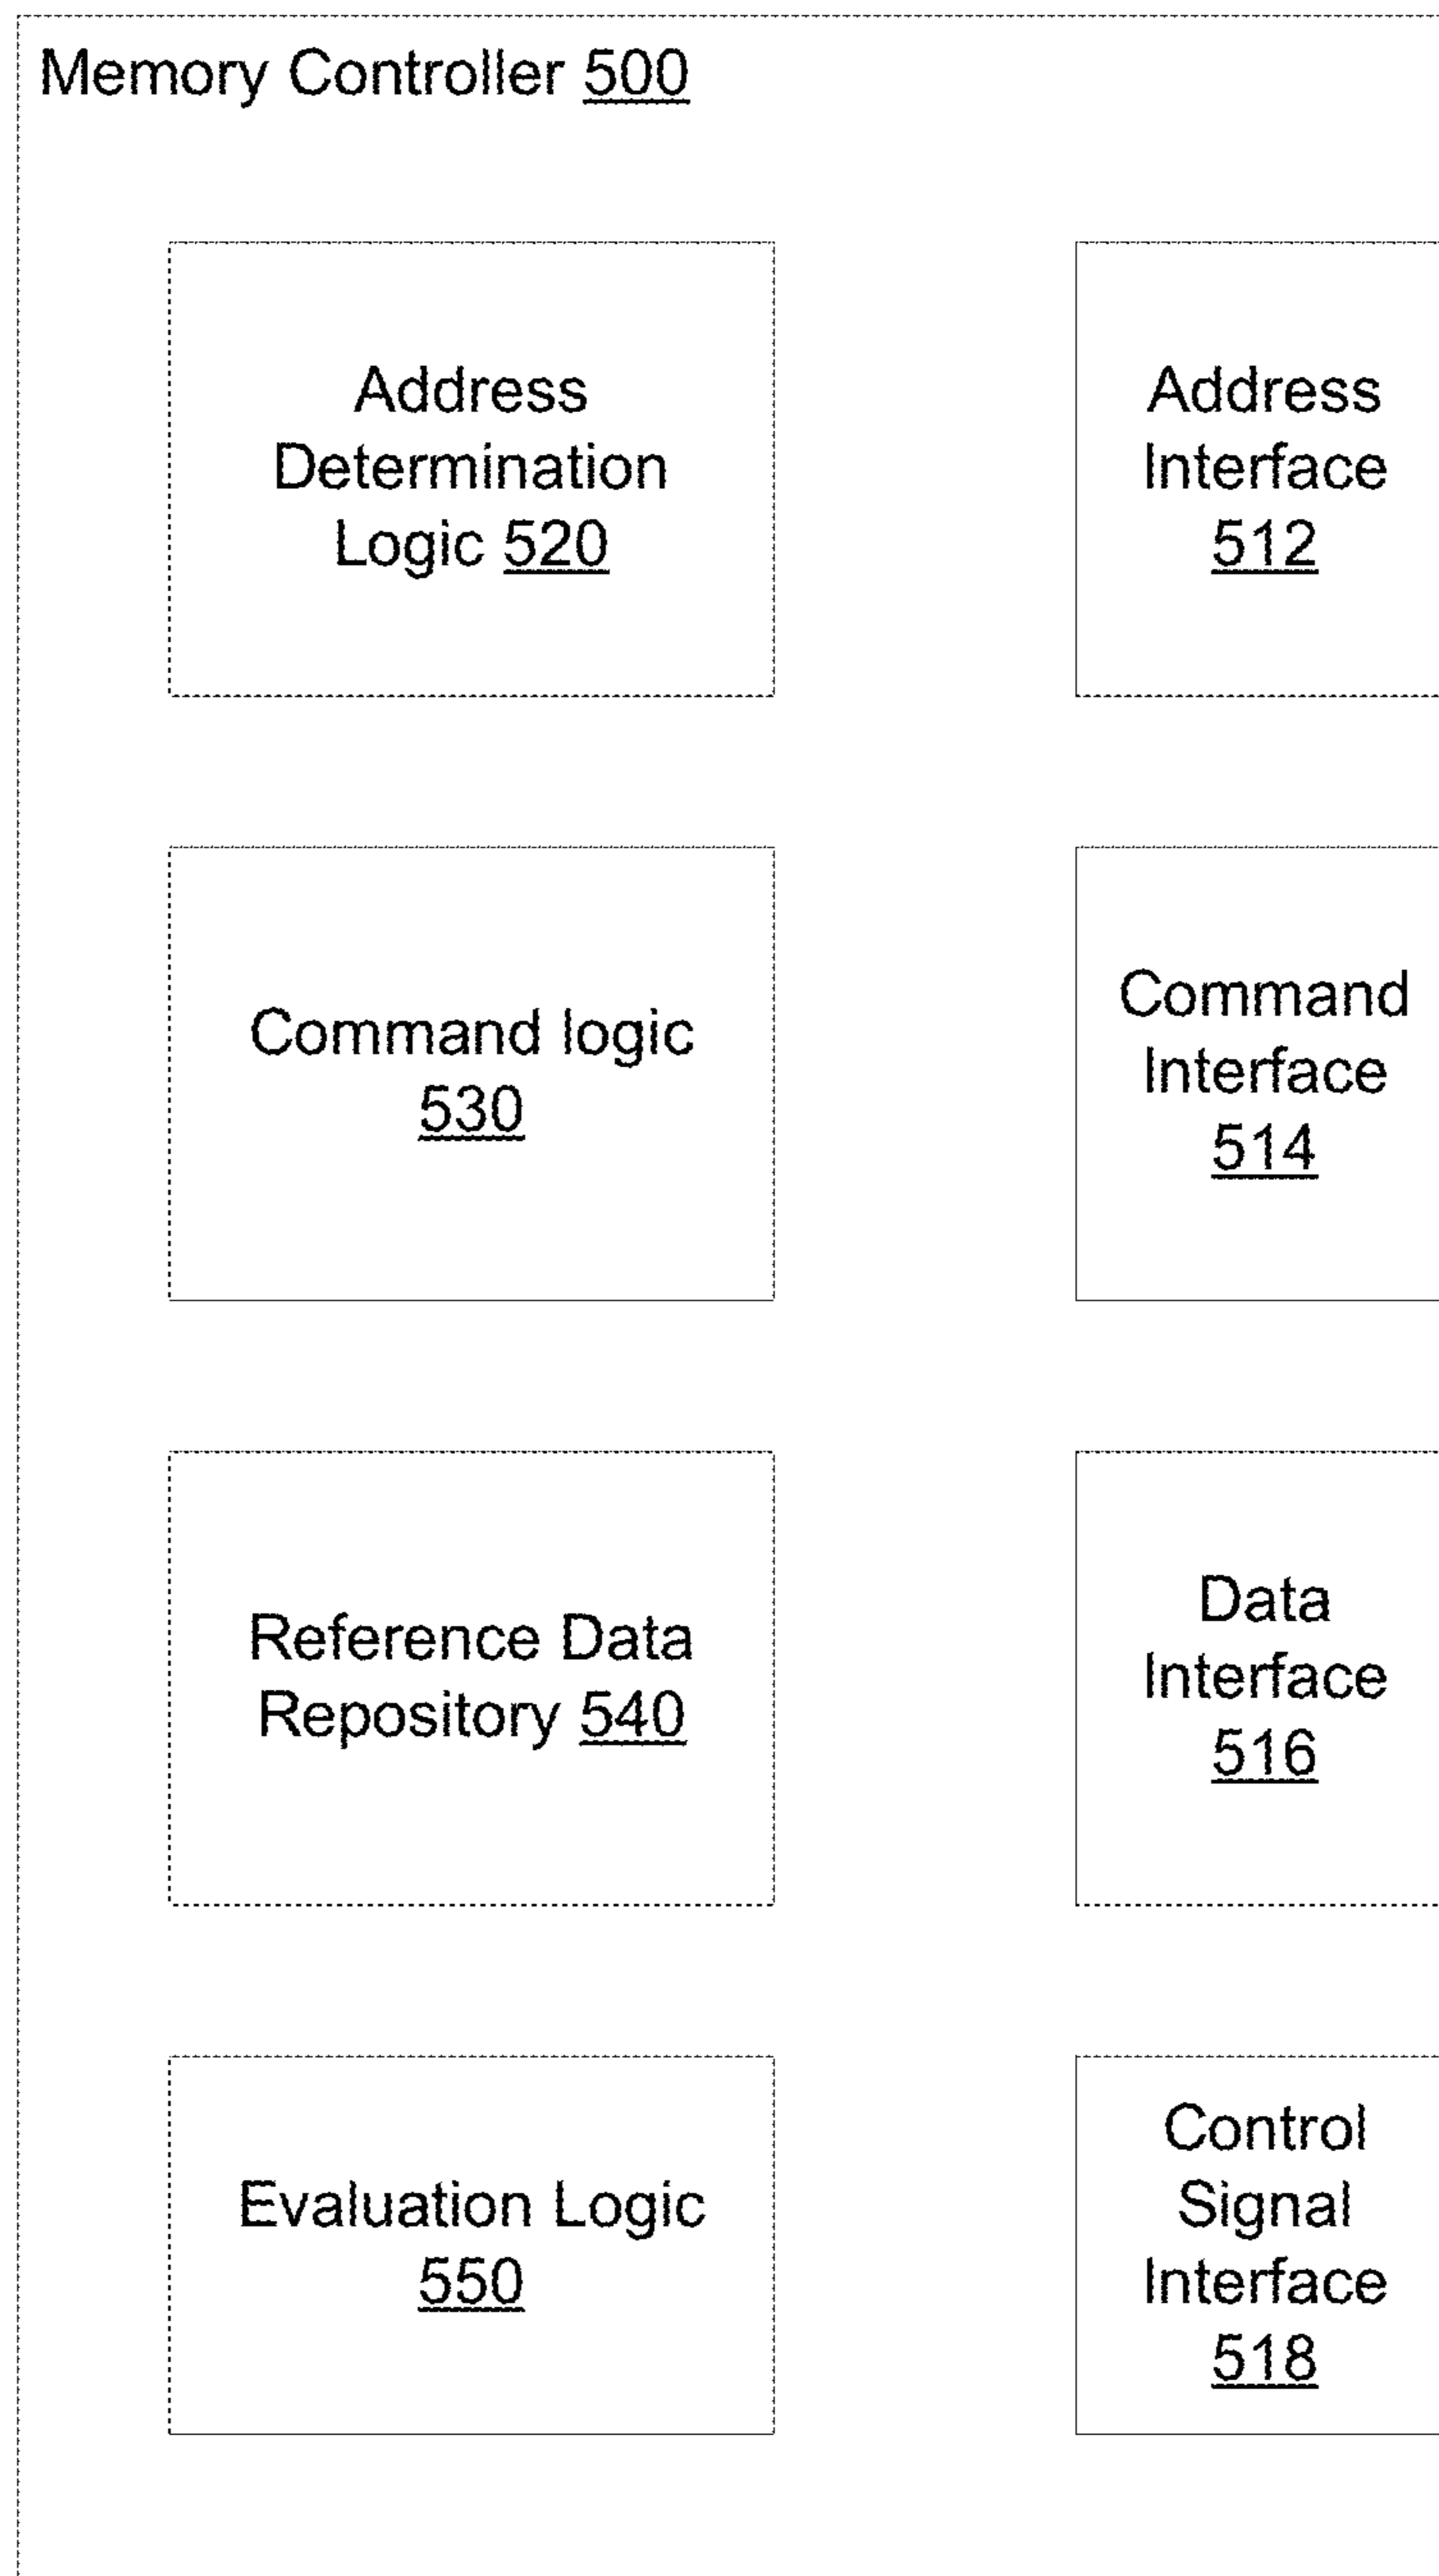 Memory Controller 500
Address
Determination
Logic 520
Address
Interface
512
Command logic
530
Command
Interface
514
Reference Data
Repository 540
Data
Interface
516
Evaluation Logic
550
Control
Signal
Interface
518